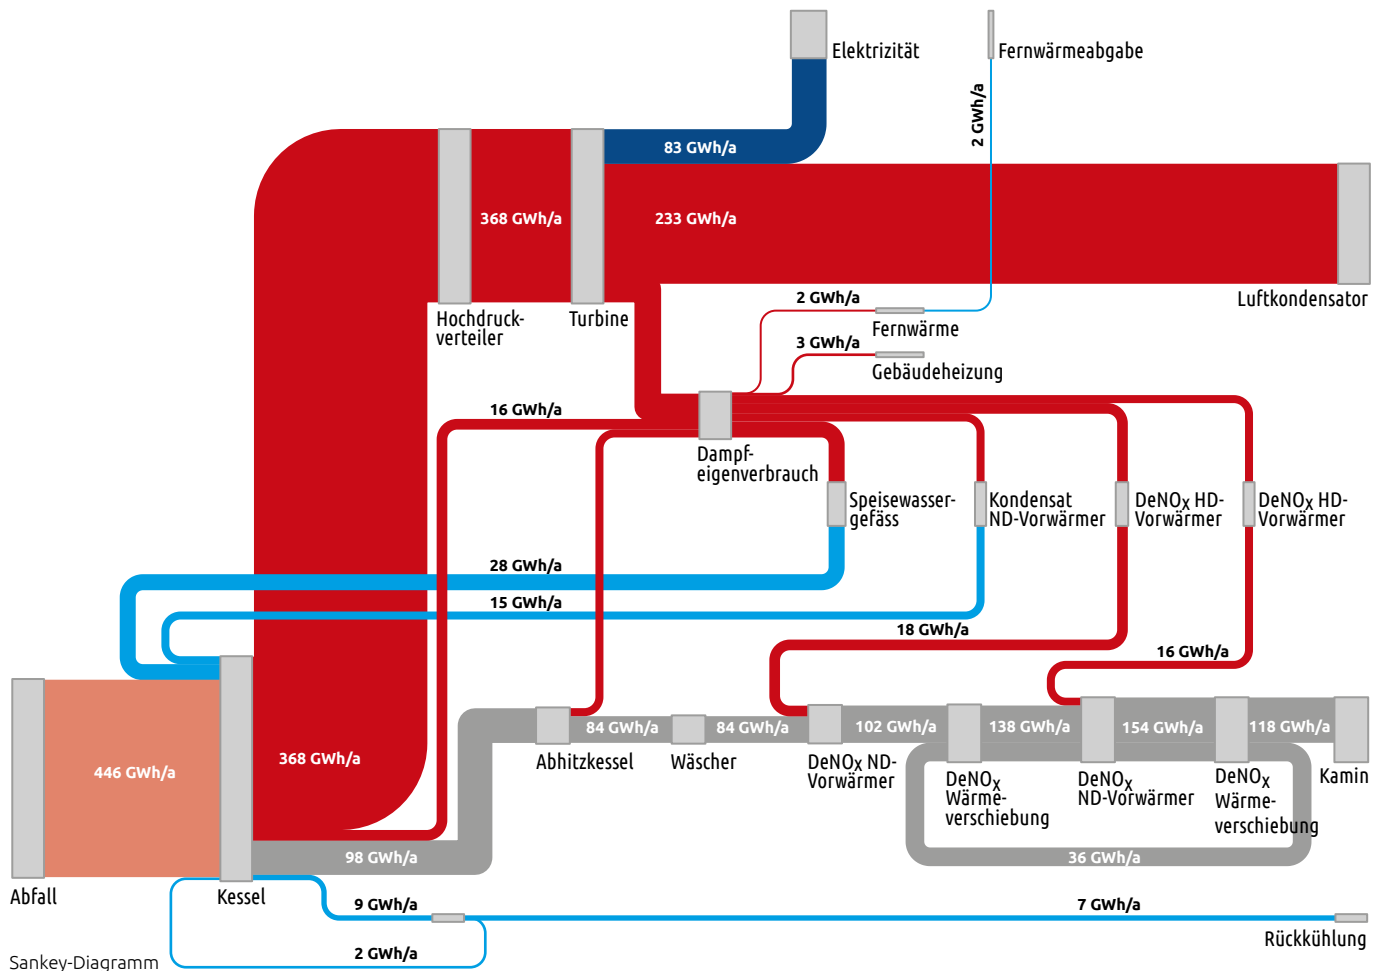 Elektrizität
Fernwärmeabgabe
2 GWh/a
83 GWh/a
368 GWh/a
233 GWh/a
Luftkondensator
Hochdruck-
verteiler
Turbine
2 GWh/a
Fernwärme
3 GWh/a
Gebäudeheizung
16 GWh/a
Dampf-
eigenverbrauch
Speisewasser-
gefäss
Kondensat
ND-Vorwärmer
DeNOx HD-
Vorwärmer
DeNOx HD-
Vorwärmer
28 GWh/a
15 GWh/a
18 GWh/a
16 GWh/a
446 GWh/a
368 GWh/a
84 GWh/a
84 GWh/a
102 GWh/a
138 GWh/a
154 GWh/a
118 GWh/a
Abhitzkessel
Wäscher
DeNOx ND-
Vorwärmer
DeNOx
Wärme-
verschiebung
DeNOx
ND-Vorwärmer
DeNOx
Wärme-
verschiebung
Kamin
98 GWh/a
36 GWh/a
Abfall
Kessel
9 GWh/a
7 GWh/a
Rückkühlung
2 GWh/a
Sankey-Diagramm